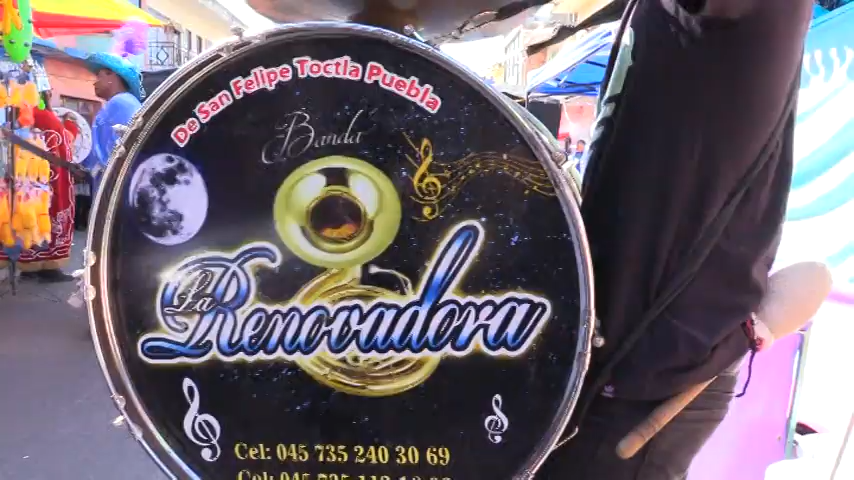 De San Felipe Toctla Puebla
Banda
La
Renovadora
Cel: 045 735 240 30 69